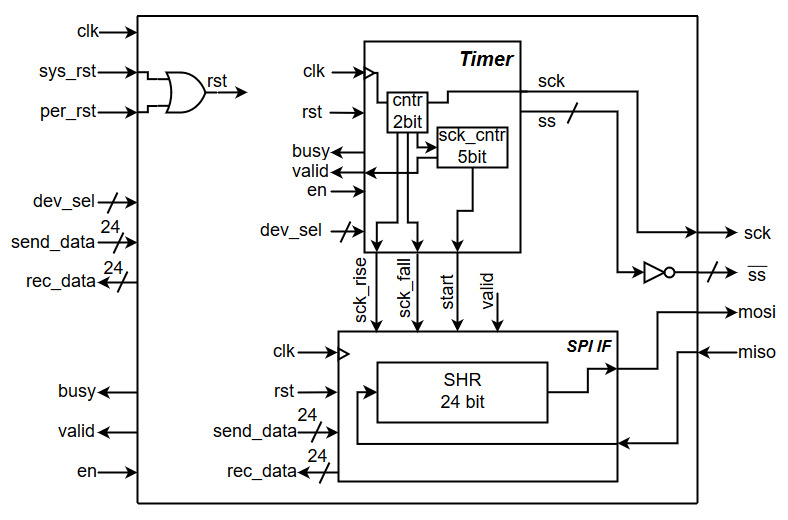 clk
sys_rst
per_rst
rst
dev_sel
24
send_data
24
rec_data
busy
valid
en
Timer
clk
rst
busy
valid
en
dev_sel
cntr
2bit
sck_cntr
5bit
sck
ss
sck_rise
sck_fall
start
valid
SPI IF
clk
rst
24
send_data
24
rec_data
SHR
24 bit
sck
ss
mosi
miso